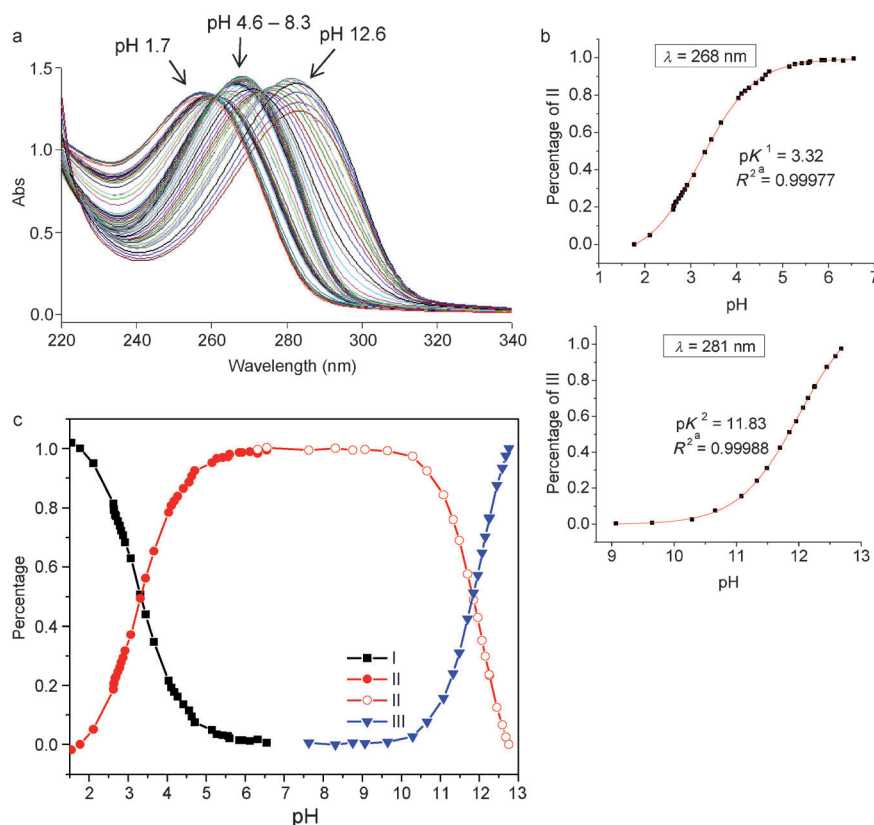 a
pH 1.7
pH 4.6 – 8.3
pH 12.6
1.5
1.0
0.5
0.0
Abs
220 240 260 280 300 320 340
Wavelength (nm)
b
λ = 268 nm
1.0
0.8
0.6
0.4
0.2
0.0
Percentage of II
pK¹ = 3.32
R²ᵃ = 0.99977
1 2 3 4 5 6 7
pH
λ = 281 nm
1.0
0.8
0.6
0.4
0.2
0.0
Percentage of III
pK² = 11.83
R²ᵃ = 0.99988
9 10 11 12 13
pH
c
1.0
0.8
0.6
0.4
0.2
0.0
Percentage
I
II
II
III
2 3 4 5 6 7 8 9 10 11 12 13
pH